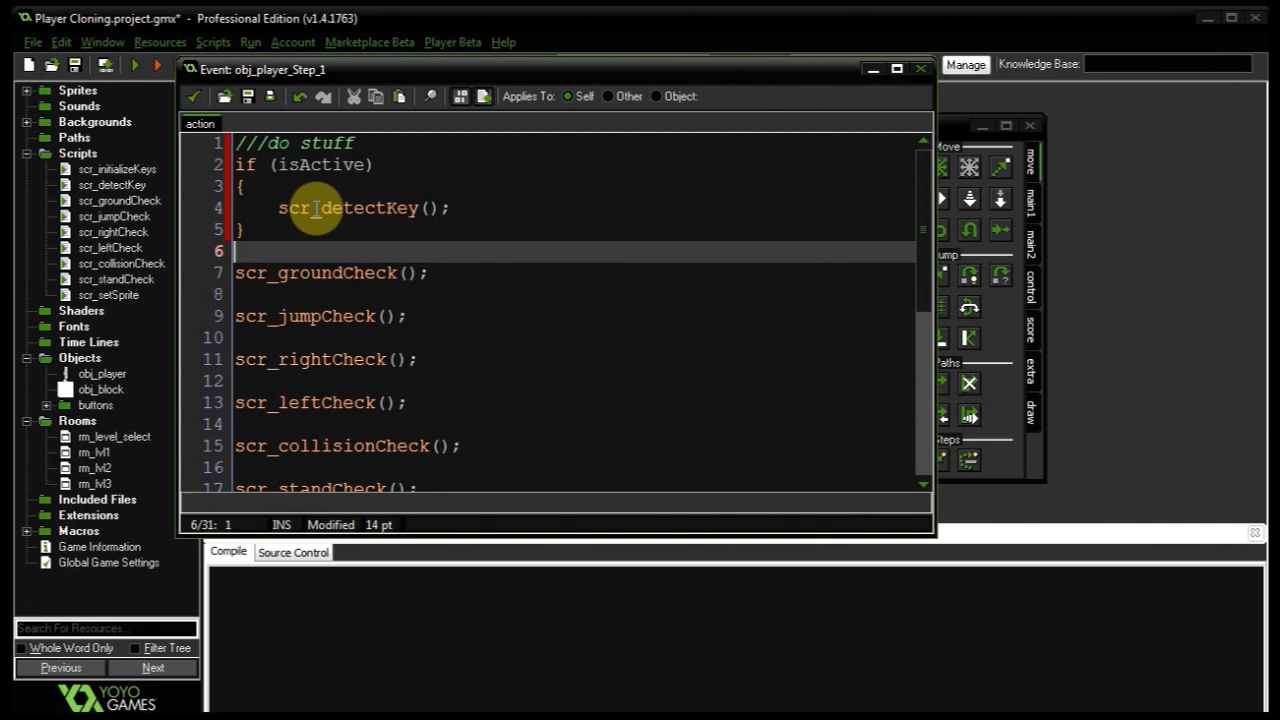 Player Cloning.project.gmx* - Professional Edition (v1.4.1763)
File Edit Window Resources Scripts Run Account Marketplace Beta Player Beta Help
Manage Knowledge Base:
Sprites
Sounds
Backgrounds
Paths
Scripts
scr_initializeKeys
scr_detectKey
scr_groundCheck
scr_jumpCheck
scr_rightCheck
scr_leftCheck
scr_collisionCheck
scr_standCheck
scr_setSprite
Shaders
Fonts
Time Lines
Objects
obj_player
obj_block
buttons
Rooms
rm_level_select
rm_lvl1
rm_lvl2
rm_lvl3
Included Files
Extensions
Macros
Game Information
Global Game Settings
Search For Resources...
Whole Word Only Filter Tree
Previous Next
YOYO
GAMES
Event: obj_player_Step_1
Applies To: Self Other Object:
action
1 ///do stuff
2 if (isActive)
3 {
4 scr_detectKey();
5 }
6
7 scr_groundCheck();
8
9 scr_jumpCheck();
10
11 scr_rightCheck();
12
13 scr_leftCheck();
14
15 scr_collisionCheck();
16
17 scr_standCheck();
6/31: 1 INS Modified 14 pt
Move
Jump
Paths
Steps
move
main1
main2
control
score
extra
draw
Compile Source Control